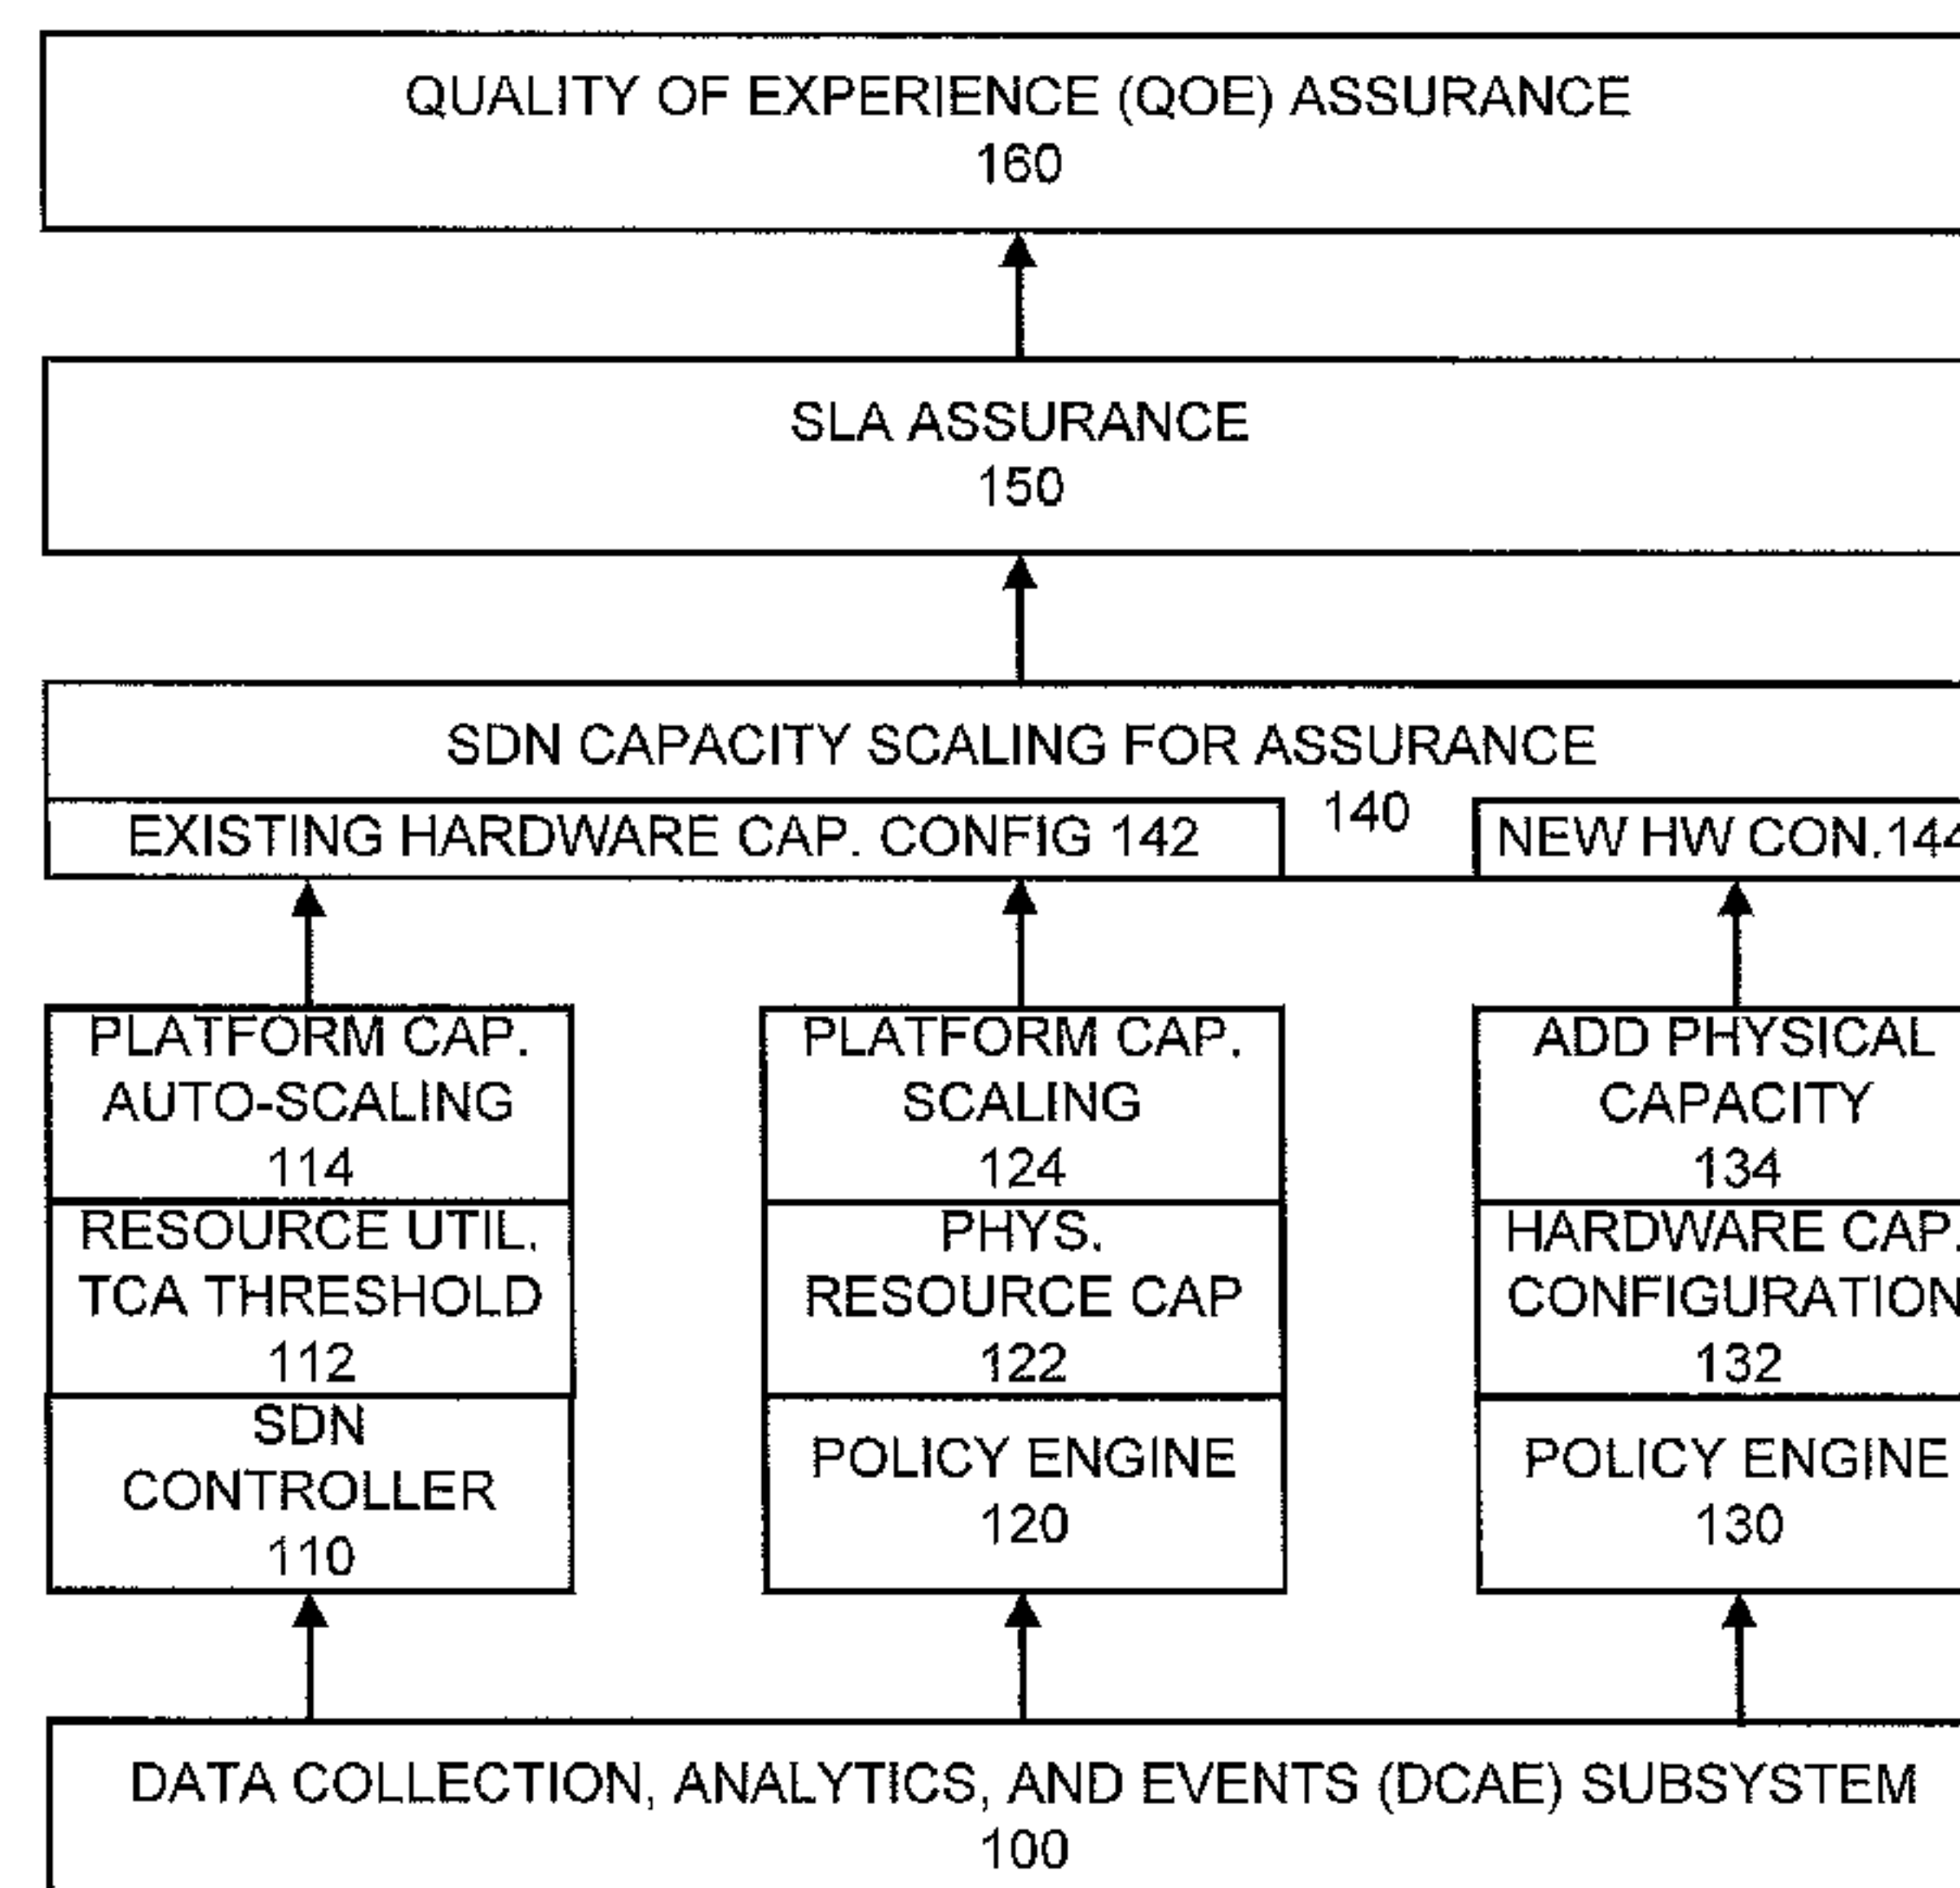 QUALITY OF EXPERIENCE (QOE) ASSURANCE
160
SLA ASSURANCE
150
SDN CAPACITY SCALING FOR ASSURANCE
140
EXISTING HARDWARE CAP. CONFIG 142
NEW HW CON.144
PLATFORM CAP.
AUTO-SCALING
114
RESOURCE UTIL.
TCA THRESHOLD
112
SDN
CONTROLLER
110
PLATFORM CAP.
SCALING
124
PHYS.
RESOURCE CAP
122
POLICY ENGINE
120
ADD PHYSICAL
CAPACITY
134
HARDWARE CAP.
CONFIGURATION
132
POLICY ENGINE
130
DATA COLLECTION, ANALYTICS, AND EVENTS (DCAE) SUBSYSTEM
100